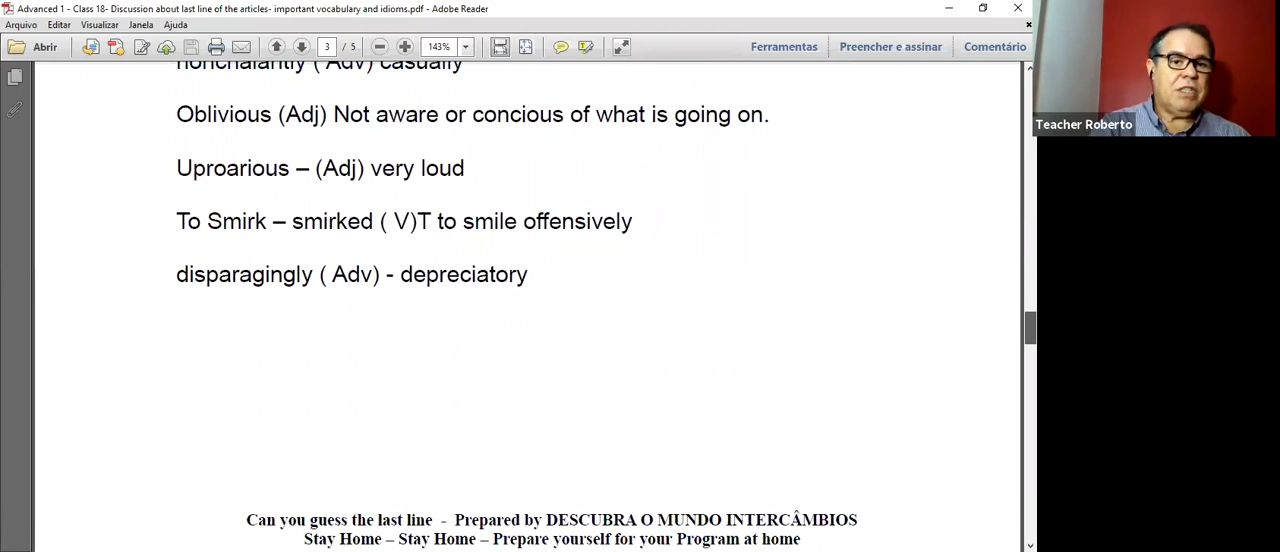 Advanced 1 - Class 18- Discussion about last line of the articles- important vocabulary and idioms.pdf - Adobe Reader
Arquivo Editar Visualizar Janela Ajuda
Abrir 3 / 5 143% Ferramentas Preencher e assinar Comentário
nonchalantly ( Adv) casually
Oblivious (Adj) Not aware or concious of what is going on.
Uproarious – (Adj) very loud
To Smirk – smirked ( V)T to smile offensively
disparagingly ( Adv) - depreciatory
Can you guess the last line - Prepared by DESCUBRA O MUNDO INTERCÂMBIOS
Stay Home – Stay Home – Prepare yourself for your Program at home
Teacher Roberto